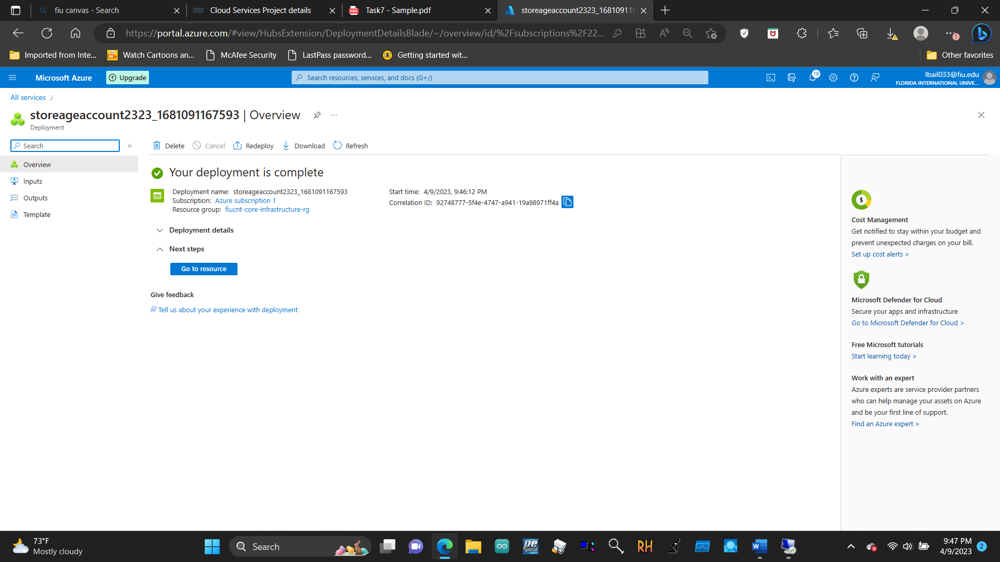 fiu canvas - Search
FIU Cloud Services Project details
PDF Task7 - Sample.pdf
storeageaccount2323_16810911
https://portal.azure.com/#view/HubsExtension/DeploymentDetailsBlade/~/overview/id/%2Fsubscriptions%2F22...
Imported from Inte...
Watch Cartoons an...
McAfee Security
LastPass password...
Getting started wit...
Other favorites
Microsoft Azure
Upgrade
Search resources, services, and docs (G+/)
19
lbail033@fiu.edu
FLORIDA INTERNATIONAL UNIVE...
All services >
storeageaccount2323_1681091167593 | Overview
...
Deployment
Search
«
Delete
Cancel
Redeploy
Download
Refresh
Overview
Inputs
Outputs
Template
Your deployment is complete
Deployment name: storeageaccount2323_1681091167593
Subscription: Azure subscription 1
Resource group: fiucnt-core-infrastructure-rg
Start time: 4/9/2023, 9:46:12 PM
Correlation ID: 92748777-5f4e-4747-a941-19a98971ff4a
Deployment details
Next steps
Go to resource
Give feedback
Tell us about your experience with deployment
Cost Management
Get notified to stay within your budget and
prevent unexpected charges on your bill.
Set up cost alerts >
Microsoft Defender for Cloud
Secure your apps and infrastructure
Go to Microsoft Defender for Cloud >
Free Microsoft tutorials
Start learning today >
Work with an expert
Azure experts are service provider partners
who can help manage your assets on Azure
and be your first line of support.
Find an Azure expert >
73°F
Mostly cloudy
Search
RH
9:47 PM
4/9/2023
2